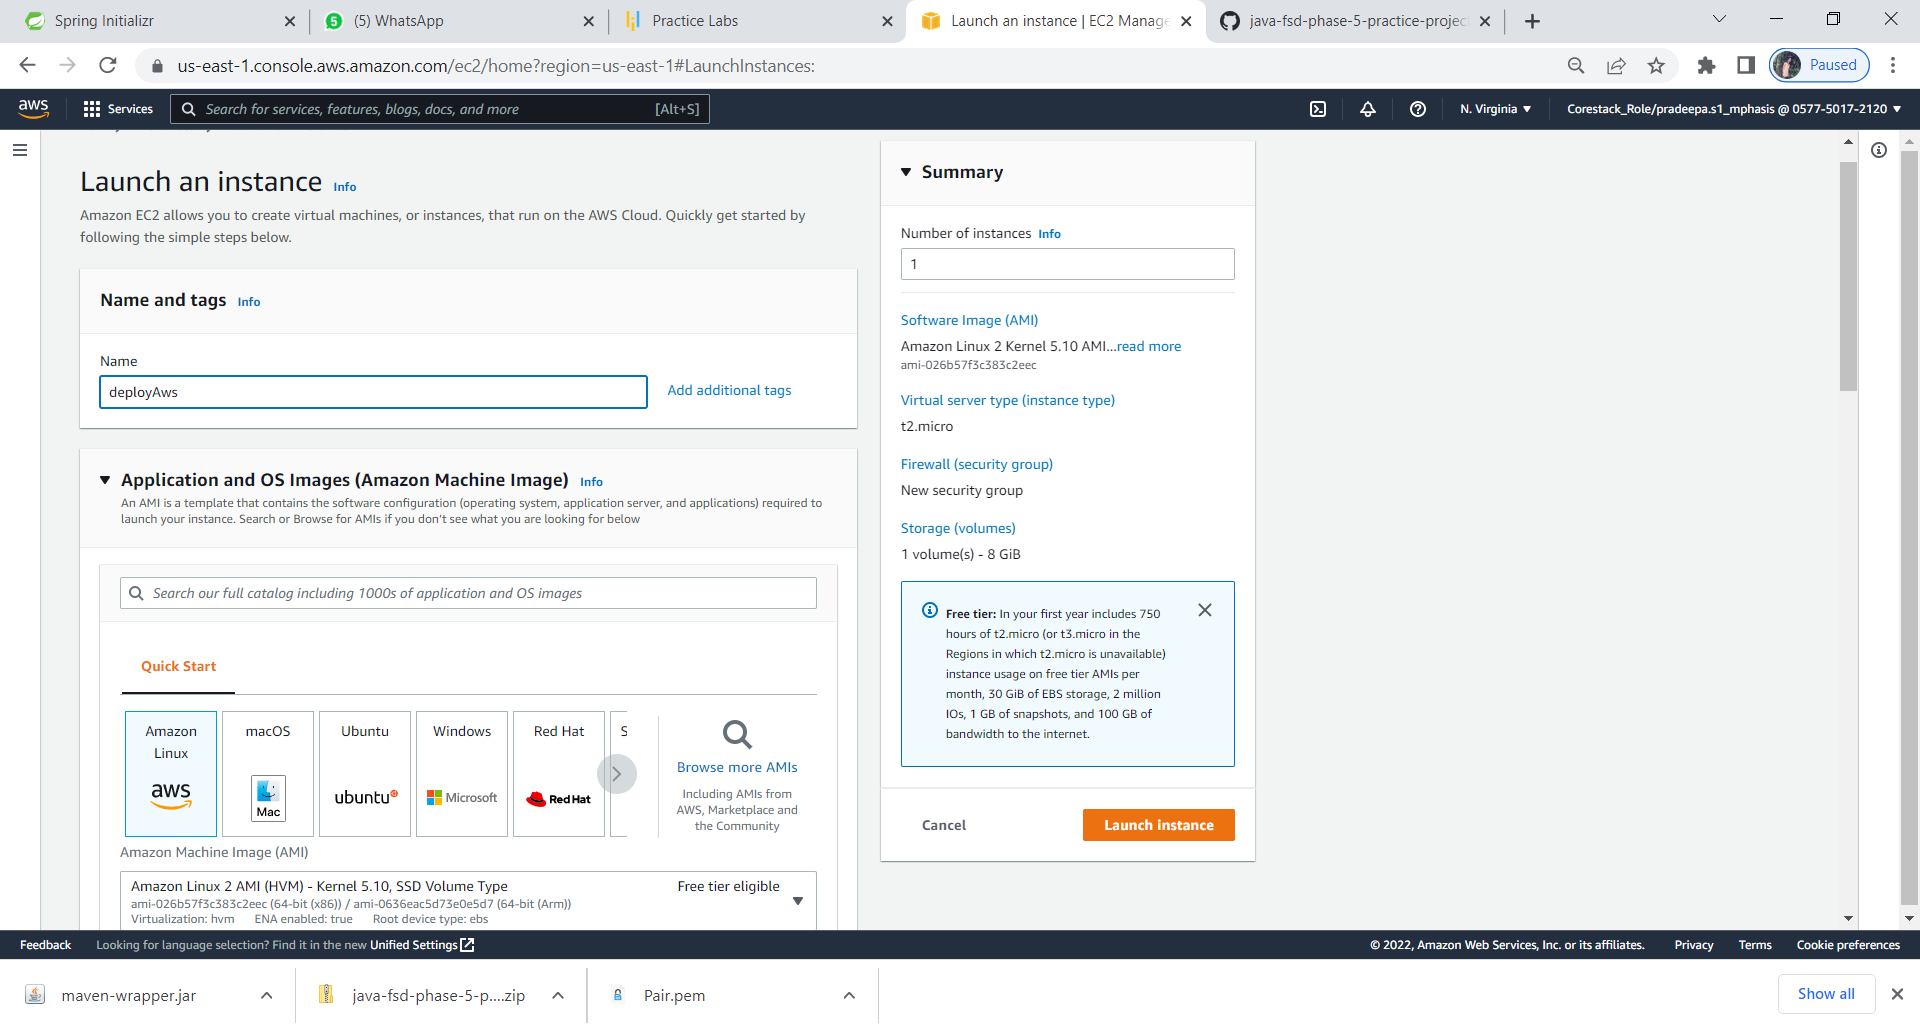 Spring Initializr
(5) WhatsApp
Practice Labs
Launch an instance | EC2 Manage
java-fsd-phase-5-practice-projec
us-east-1.console.aws.amazon.com/ec2/home?region=us-east-1#LaunchInstances:
Paused
aws
Services
Search for services, features, blogs, docs, and more
[Alt+S]
N. Virginia
Corestack_Role/pradeepa.s1_mphasis @ 0577-5017-2120
Launch an instance Info
Amazon EC2 allows you to create virtual machines, or instances, that run on the AWS Cloud. Quickly get started by
following the simple steps below.
Name and tags Info
Name
deployAws
Add additional tags
Application and OS Images (Amazon Machine Image) Info
An AMI is a template that contains the software configuration (operating system, application server, and applications) required to
launch your instance. Search or Browse for AMIs if you don't see what you are looking for below
Search our full catalog including 1000s of application and OS images
Quick Start
Amazon
Linux
aws
macOS
Mac
Ubuntu
ubuntu
Windows
Microsoft
Red Hat
Red Hat
S
Browse more AMIs
Including AMIs from
AWS, Marketplace and
the Community
Amazon Machine Image (AMI)
Amazon Linux 2 AMI (HVM) - Kernel 5.10, SSD Volume Type
Free tier eligible
ami-026b57f3c383c2eec (64-bit (x86)) / ami-0636eac5d73e0e5d7 (64-bit (Arm))
Virtualization: hvm ENA enabled: true Root device type: ebs
Summary
Number of instances Info
1
Software Image (AMI)
Amazon Linux 2 Kernel 5.10 AMI...read more
ami-026b57f3c383c2eec
Virtual server type (instance type)
t2.micro
Firewall (security group)
New security group
Storage (volumes)
1 volume(s) - 8 GiB
Free tier: In your first year includes 750
hours of t2.micro (or t3.micro in the
Regions in which t2.micro is unavailable)
instance usage on free tier AMIs per
month, 30 GiB of EBS storage, 2 million
IOs, 1 GB of snapshots, and 100 GB of
bandwidth to the internet.
Cancel
Launch instance
Feedback
Looking for language selection? Find it in the new Unified Settings
© 2022, Amazon Web Services, Inc. or its affiliates.
Privacy
Terms
Cookie preferences
maven-wrapper.jar
java-fsd-phase-5-p....zip
Pair.pem
Show all